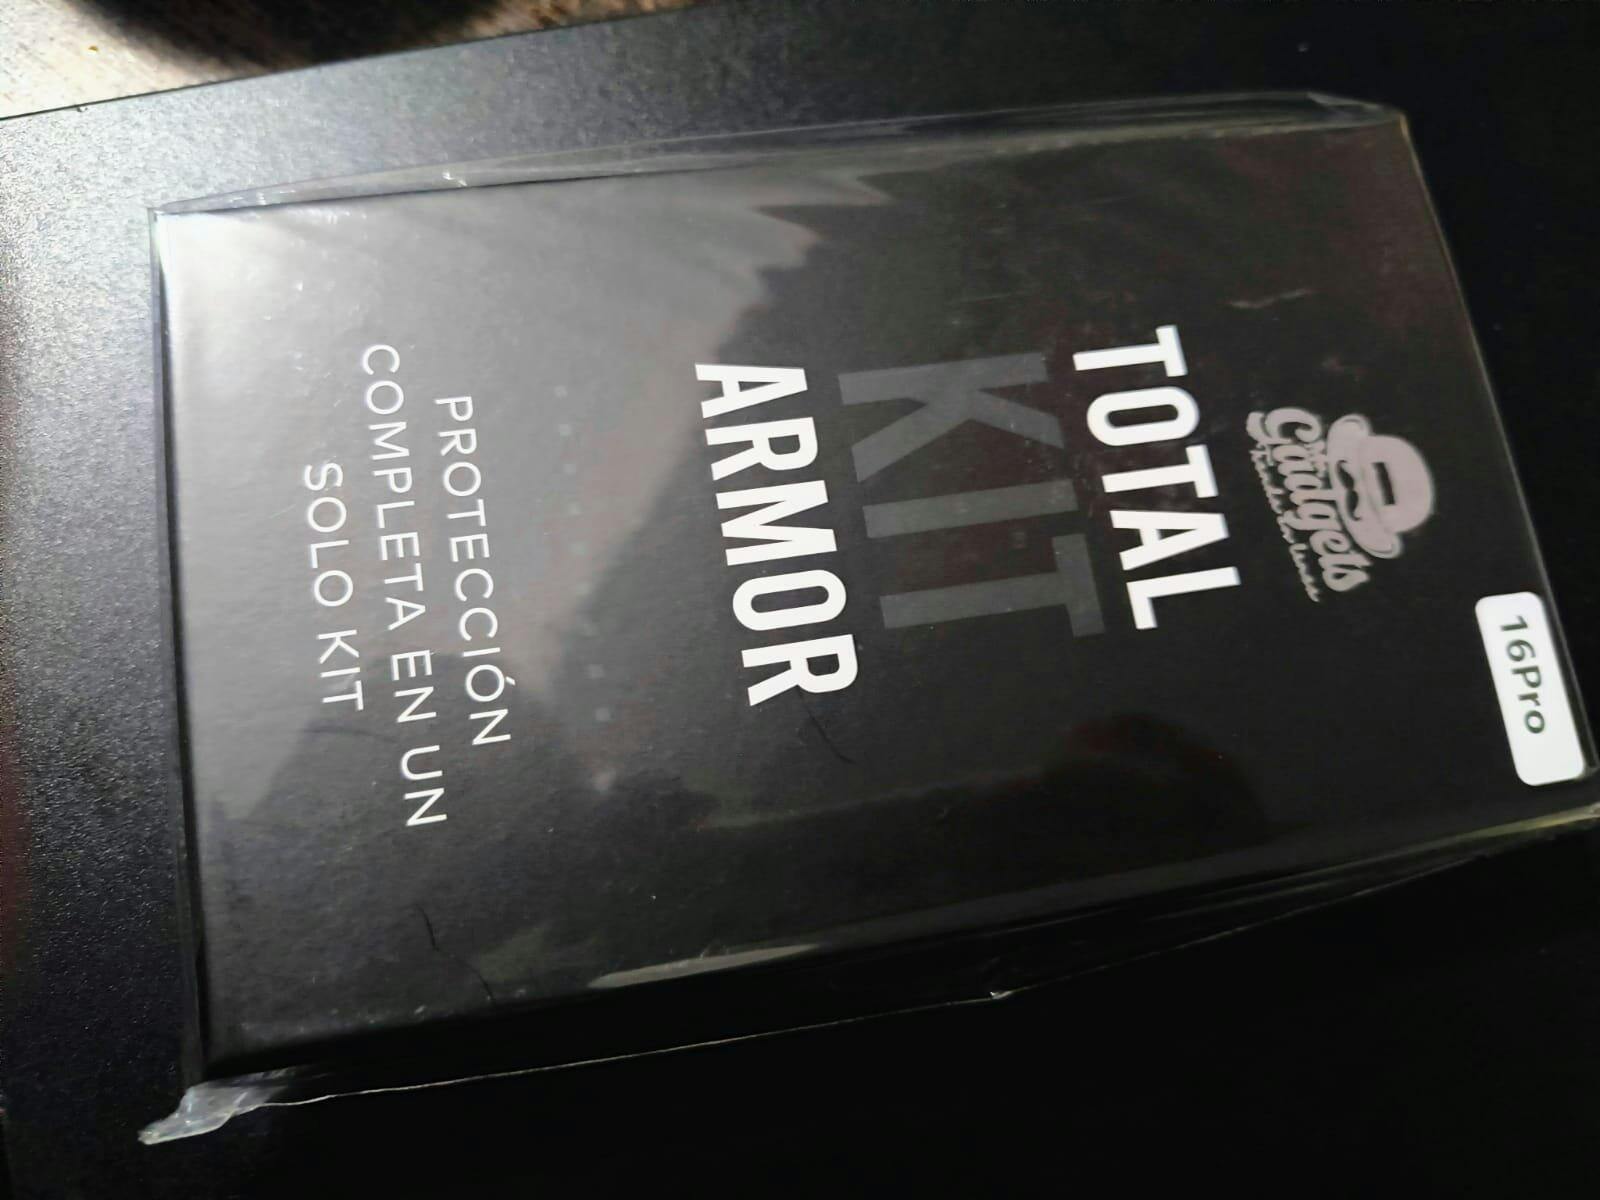 16Pro
Gadgets
TOTAL
KIT
ARMOR
PROTECCIÓN
COMPLETA EN UN
SOLO KIT